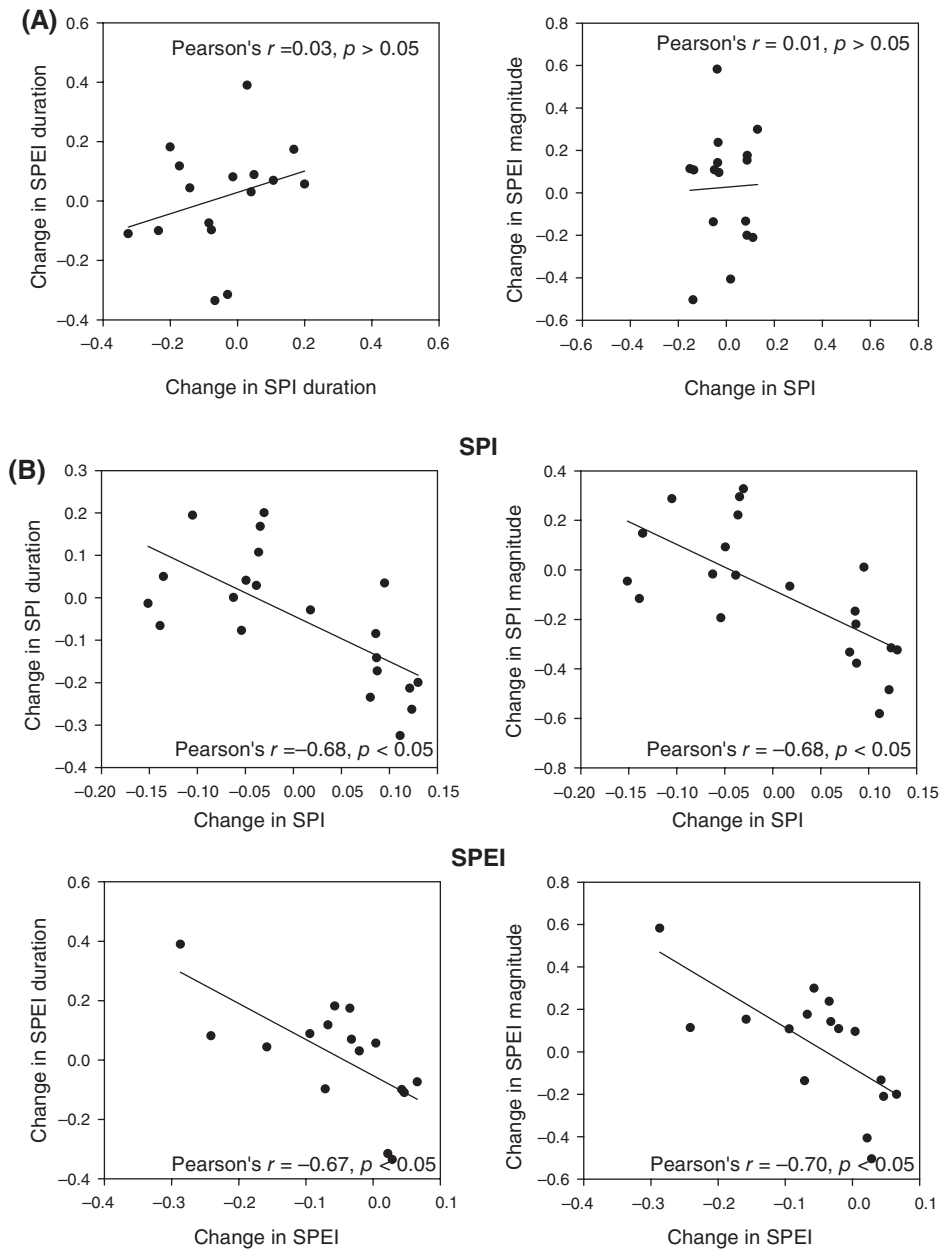 (A)
Pearson's r =0.03, p > 0.05
Change in SPEI duration
0.6
0.4
0.2
0.0
−0.2
−0.4
−0.4 −0.2 0.0 0.2 0.4 0.6
Change in SPI duration
Pearson's r = 0.01, p > 0.05
Change in SPEI magnitude
0.8
0.6
0.4
0.2
0.0
−0.2
−0.4
−0.6
−0.6 −0.4 −0.2 0.0 0.2 0.4 0.6 0.8
Change in SPI
(B)
SPI
Change in SPI duration
0.3
0.2
0.1
0.0
−0.1
−0.2
−0.3
−0.4
Pearson's r =−0.68, p < 0.05
−0.20 −0.15 −0.10 −0.05 0.00 0.05 0.10 0.15
Change in SPI
Change in SPI magnitude
0.4
0.2
0.0
−0.2
−0.4
−0.6
−0.8
Pearson's r =−0.68, p < 0.05
−0.20 −0.15 −0.10 −0.05 0.00 0.05 0.10 0.15
Change in SPI
SPEI
Change in SPEI duration
0.6
0.4
0.2
0.0
−0.2
−0.4
Pearson's r = −0.67, p < 0.05
−0.4 −0.3 −0.2 −0.1 0.0 0.1
Change in SPEI
Change in SPEI magnitude
0.8
0.6
0.4
0.2
0.0
−0.2
−0.4
−0.6
Pearson's r = −0.70, p < 0.05
−0.4 −0.3 −0.2 −0.1 0.0 0.1
Change in SPEI